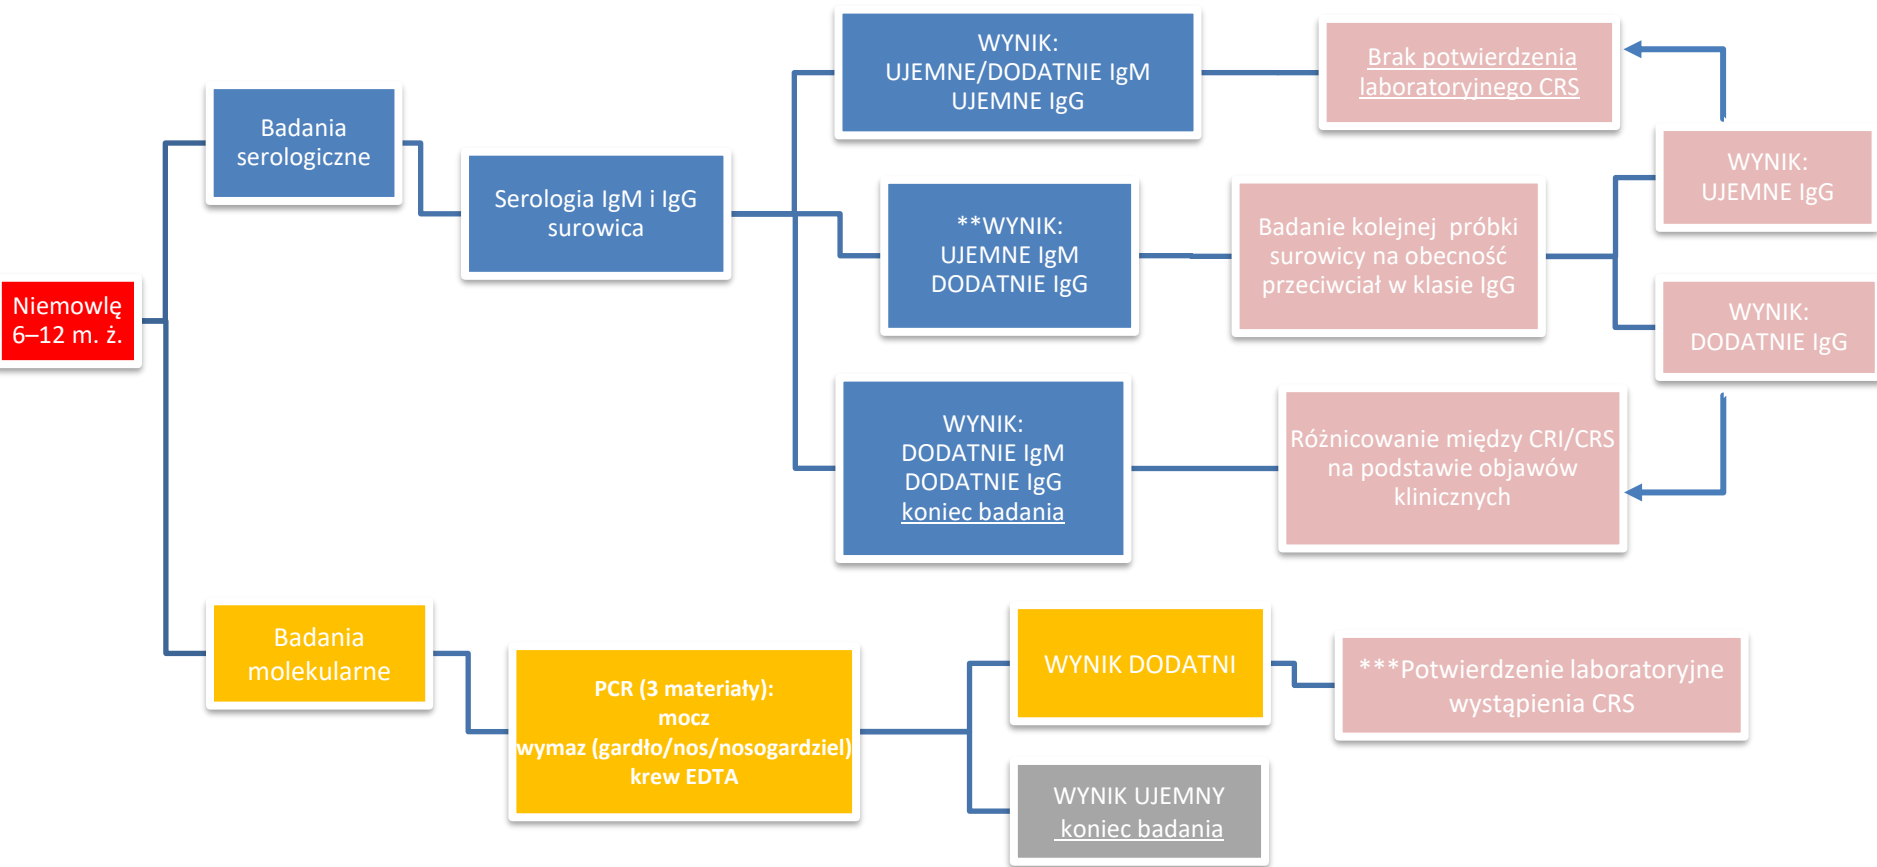 Niemowlę
6–12 m. ż.
Badania
serologiczne
Serologia IgM i IgG
surowica
WYNIK:
UJEMNE/DODATNIE IgM
UJEMNE IgG
Brak potwierdzenia
laboratoryjnego CRS
**WYNIK:
UJEMNE IgM
DODATNIE IgG
Badanie kolejnej próbki
surowicy na obecność
przeciwciał w klasie IgG
WYNIK:
UJEMNE IgG
WYNIK:
DODATNIE IgG
WYNIK:
DODATNIE IgM
DODATNIE IgG
koniec badania
Różnicowanie między CRI/CRS
na podstawie objawów
klinicznych
Badania
molekularne
PCR (3 materiały):
mocz
wymaz (gardło/nos/nosogardziel)
krew EDTA
WYNIK DODATNI
***Potwierdzenie laboratoryjne
wystąpienia CRS
WYNIK UJEMNY
koniec badania